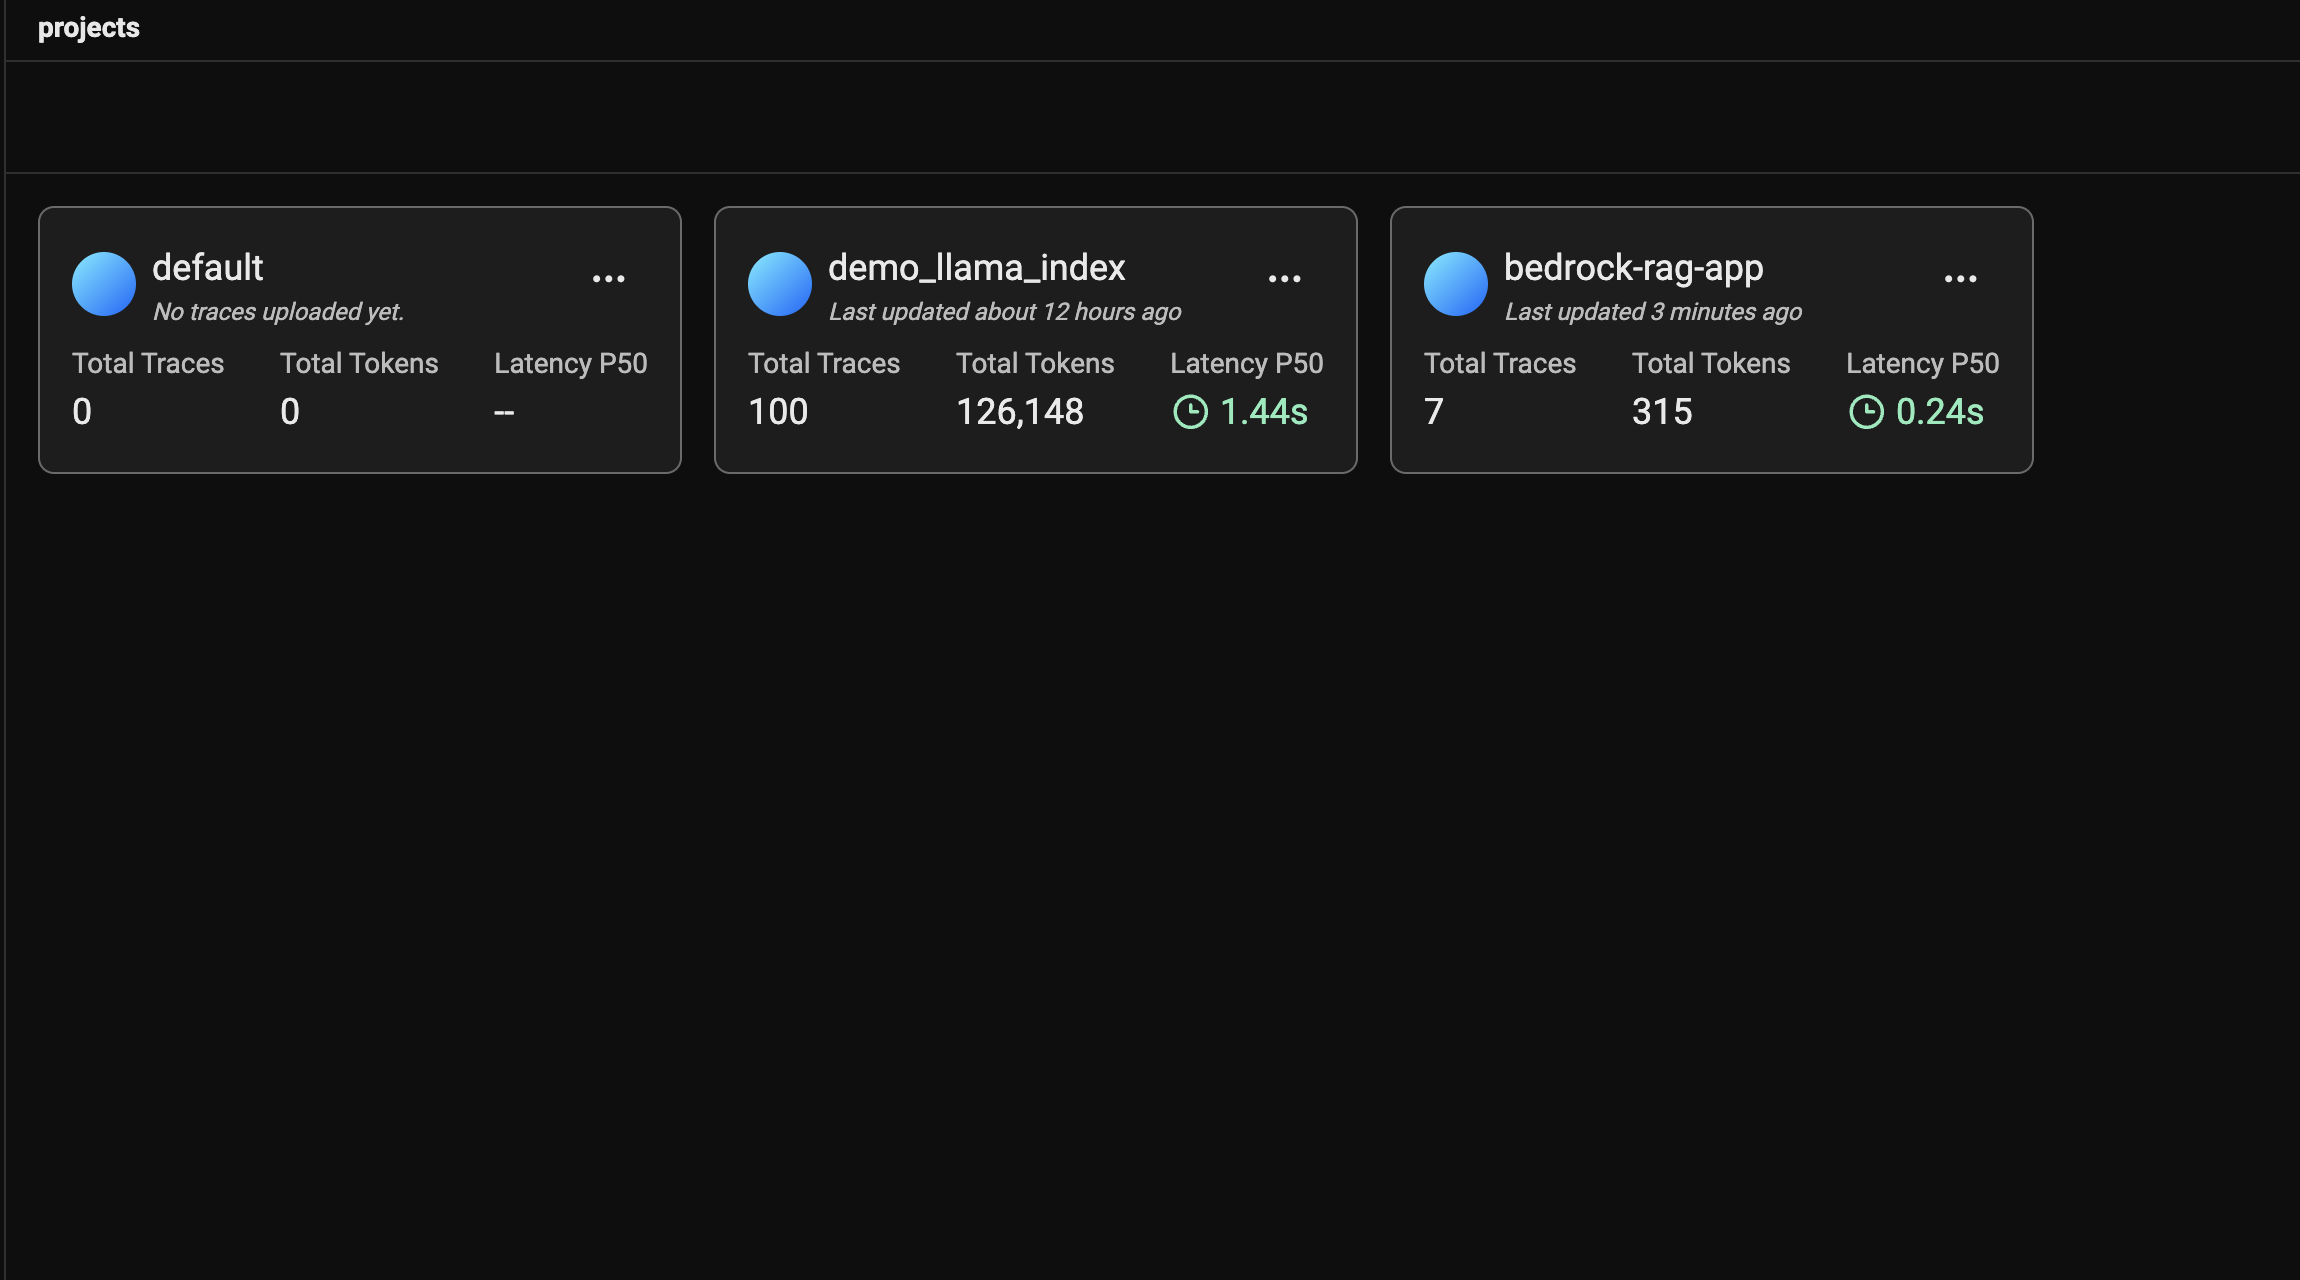 projects
default
No traces uploaded yet.
Total Traces Total Tokens Latency P50
0 0 --
demo_llama_index
Last updated about 12 hours ago
Total Traces Total Tokens Latency P50
100 126,148 1.44s
bedrock-rag-app
Last updated 3 minutes ago
Total Traces Total Tokens Latency P50
7 315 0.24s